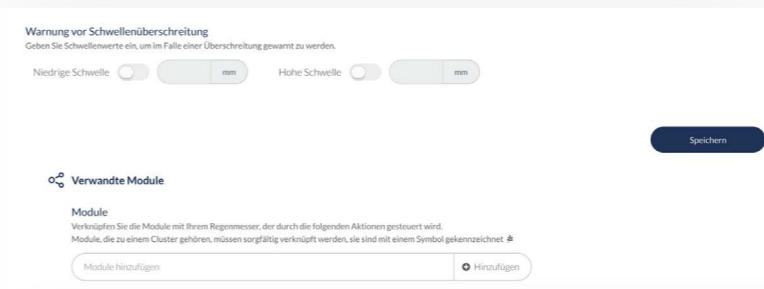 Warnung vor Schwellenüberschreitung
Geben Sie Schwellenwerte ein, um im Falle einer Überschreitung gewarnt zu werden.
Niedrige Schwelle mm Hohe Schwelle mm
Speichern
Verwandte Module
Module
Verknüpfen Sie die Module mit Ihrem Regenmesser, der durch die folgenden Aktionen gesteuert wird.
Module, die zu einem Cluster gehören, müssen sorgfältig verknüpft werden, sie sind mit einem Symbol gekennzeichnet
Module hinzufügen Hinzufügen